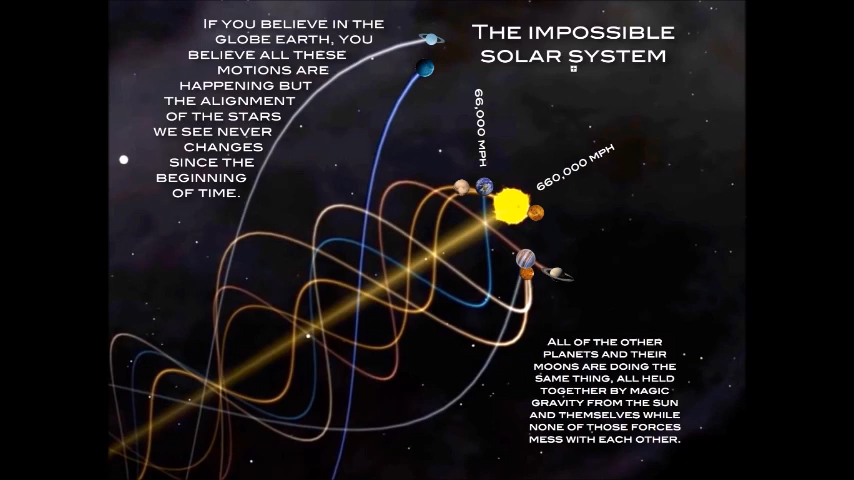 IF YOU BELIEVE IN THE
GLOBE EARTH, YOU
BELIEVE ALL THESE
MOTIONS ARE
HAPPENING BUT
THE ALIGNMENT
OF THE STARS
WE SEE NEVER
CHANGES
SINCE THE
BEGINNING
OF TIME.
THE IMPOSSIBLE
SOLAR SYSTEM
66,000 MPH
660,000 MPH
ALL OF THE OTHER
PLANETS AND THEIR
MOONS ARE DOING THE
SAME THING, ALL HELD
TOGETHER BY MAGIC
GRAVITY FROM THE SUN
AND THEMSELVES WHILE
NONE OF THOSE FORCES
MESS WITH EACH OTHER.